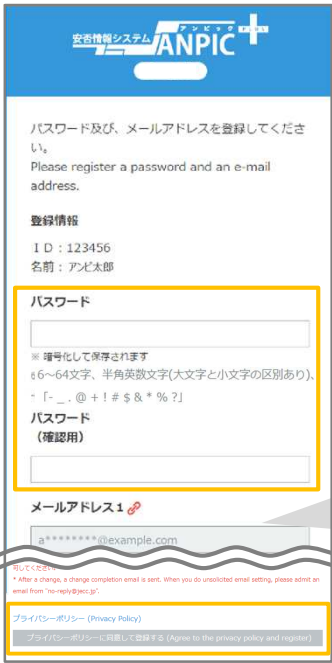 安否情報システム ANPIC
パスワード及び、メールアドレスを登録してくださ
い。
Please register a password and an e-mail
address.
登録情報
ＩＤ：123456
名前： アンピ太郎
パスワード
※ 暗号化して保存されます
6～64文字、半角英数文字(大文字と小文字の区別あり)、
「- _ . @ + ! # $ & * % ?」
パスワード
（確認用）
メールアドレス１
a********@example.com
可してください。
* After a change, a change completion email is sent. When you do unsolicited email setting, please admit an
email from "no-reply@jecc.jp".
プライバシーポリシー (Privacy Policy)
プライバシーポリシーに同意して登録する (Agree to the privacy policy and register)